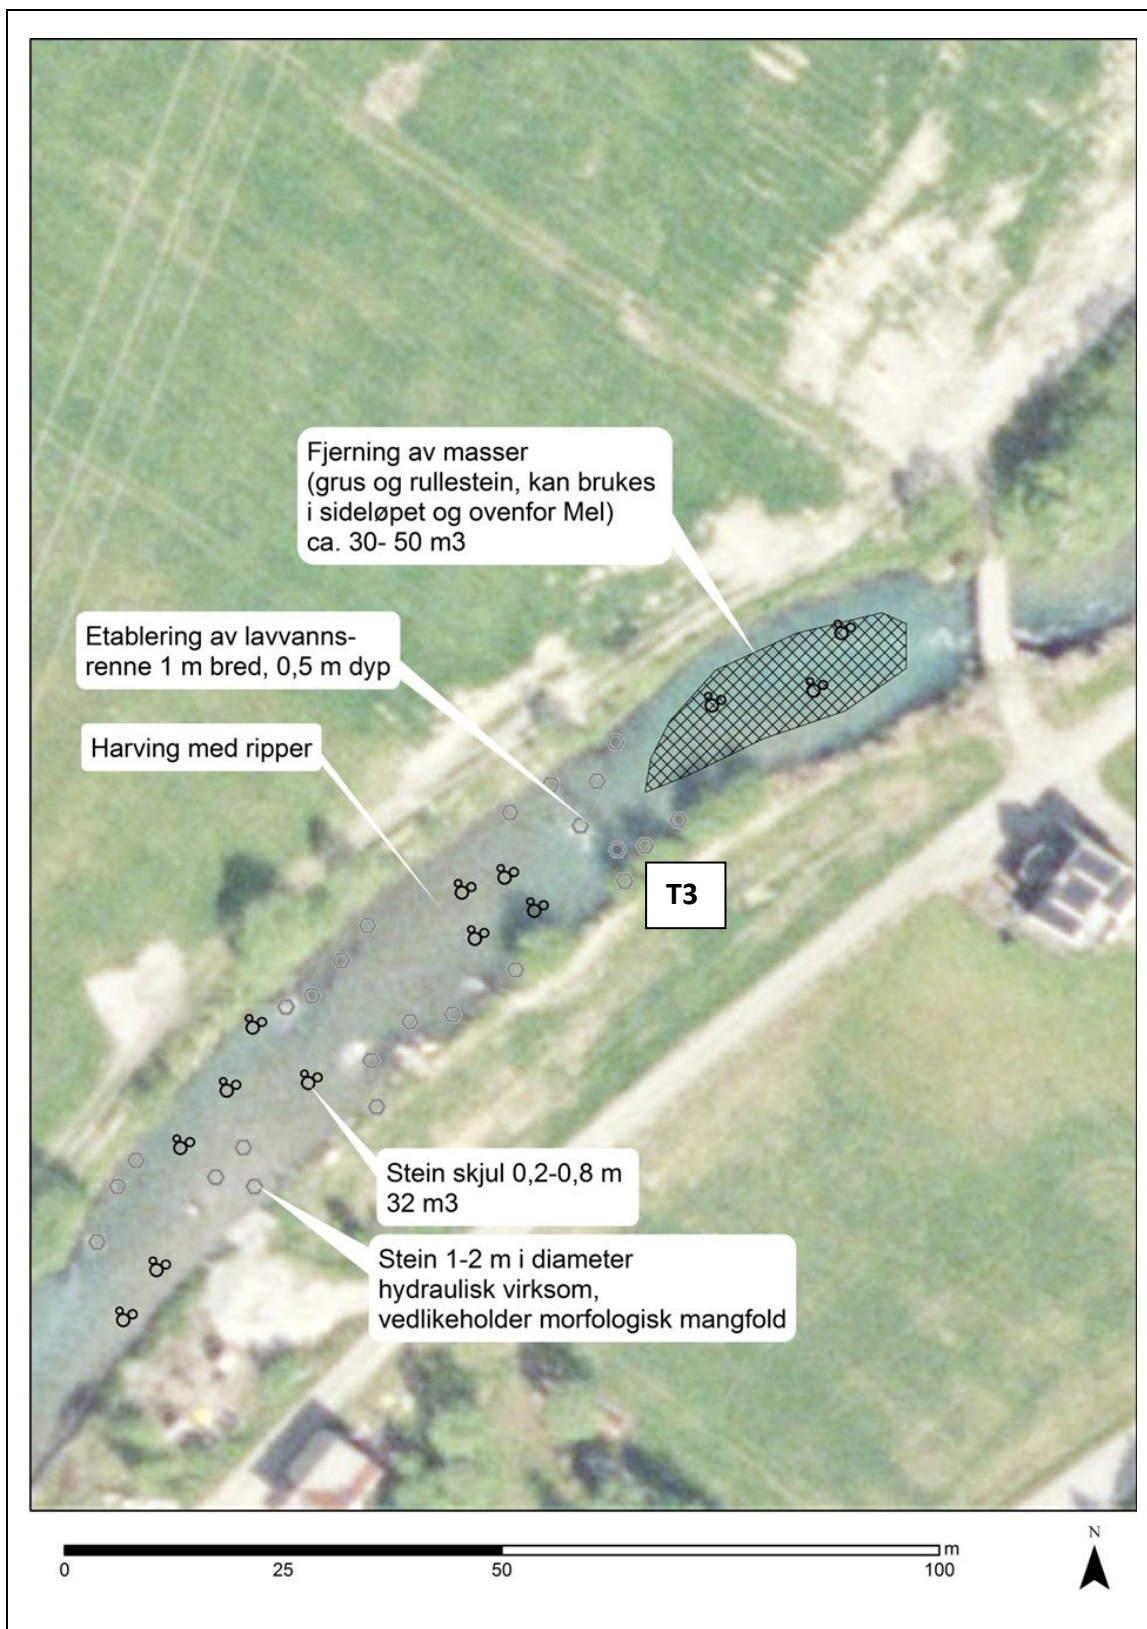 Fjerning av masser
(grus og rullestein, kan brukes
i sideløpet og ovenfor Mel)
ca. 30- 50 m3
Etablering av lavvanns-
renne 1 m bred, 0,5 m dyp
Harving med ripper
T3
Stein skjul 0,2-0,8 m
32 m3
Stein 1-2 m i diameter
hydraulisk virksom,
vedlikeholder morfologisk mangfold
N
m
0 25 50 100